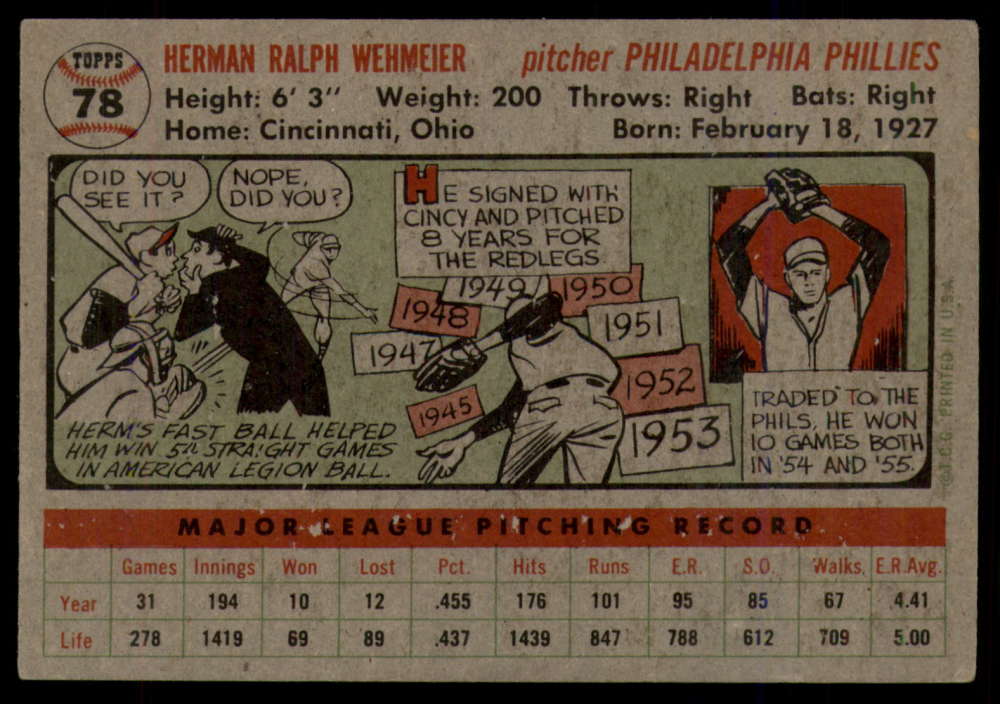 TOPPS
78
HERMAN RALPH WEHMEIER pitcher PHILADELPHIA PHILLIES
Height: 6' 3" Weight: 200 Throws: Right Bats: Right
Home: Cincinnati, Ohio Born: February 18, 1927
DID YOU
SEE IT?
NOPE,
DID YOU?
HERM'S FAST BALL HELPED
HIM WIN 51 STRAIGHT GAMES
IN AMERICAN LEGION BALL.
HE SIGNED WITH
CINCY AND PITCHED
8 YEARS FOR
THE REDLEGS
1945
1947
1948
1949
1950
1951
1952
1953
TRADED TO THE
PHILS, HE WON
10 GAMES BOTH
IN '54 AND '55.
© T.C.G. PRINTED IN U.S.A.
MAJOR LEAGUE PITCHING RECORD
Games Innings Won Lost Pct. Hits Runs E.R. S.O. Walks E.R.Avg.
Year 31 194 10 12 .455 176 101 95 85 67 4.41
Life 278 1419 69 89 .437 1439 847 788 612 709 5.00